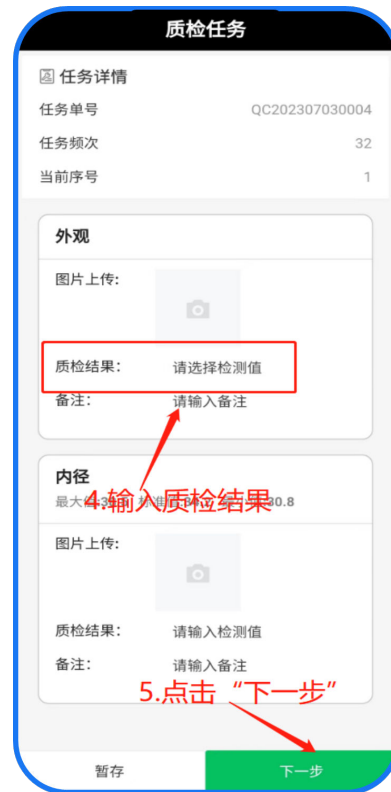 质检任务
任务详情
任务单号 QC202307030004
任务频次 32
当前序号 1
外观
图片上传:
质检结果: 请选择检测值
备注: 请输入备注
内径
4.输入质检结果
最大 30.8
图片上传:
质检结果: 请输入检测值
备注: 请输入备注
5.点击“下一步”
暂存 下一步